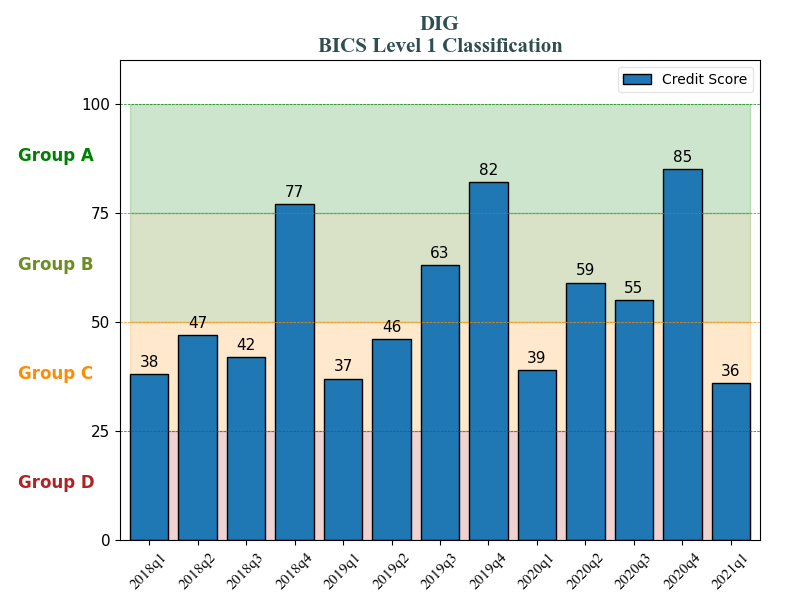 DIG
BICS Level 1 Classification
Credit Score
100
75
50
25
0
Group A
Group B
Group C
Group D
38
47
42
77
37
46
63
82
39
59
55
85
36
2018q1
2018q2
2018q3
2018q4
2019q1
2019q2
2019q3
2019q4
2020q1
2020q2
2020q3
2020q4
2021q1